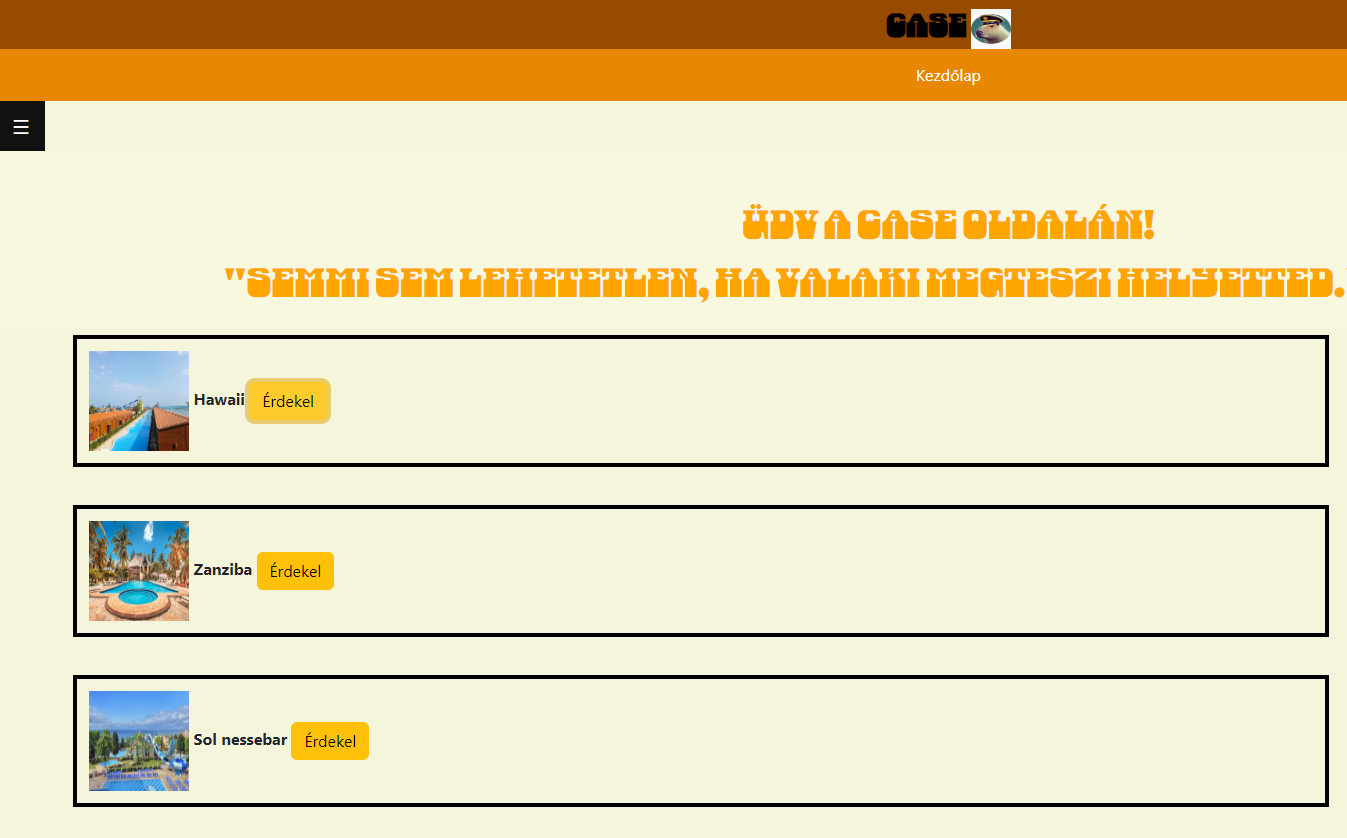 CASE
Kezdőlap
☰
ÜDV A CASE OLDALÁN!
"SEMMI SEM LEHETETLEN, HA VALAKI MEGTESZI HELYETTED.
Hawaii Érdekel
Zanziba Érdekel
Sol nessebar Érdekel